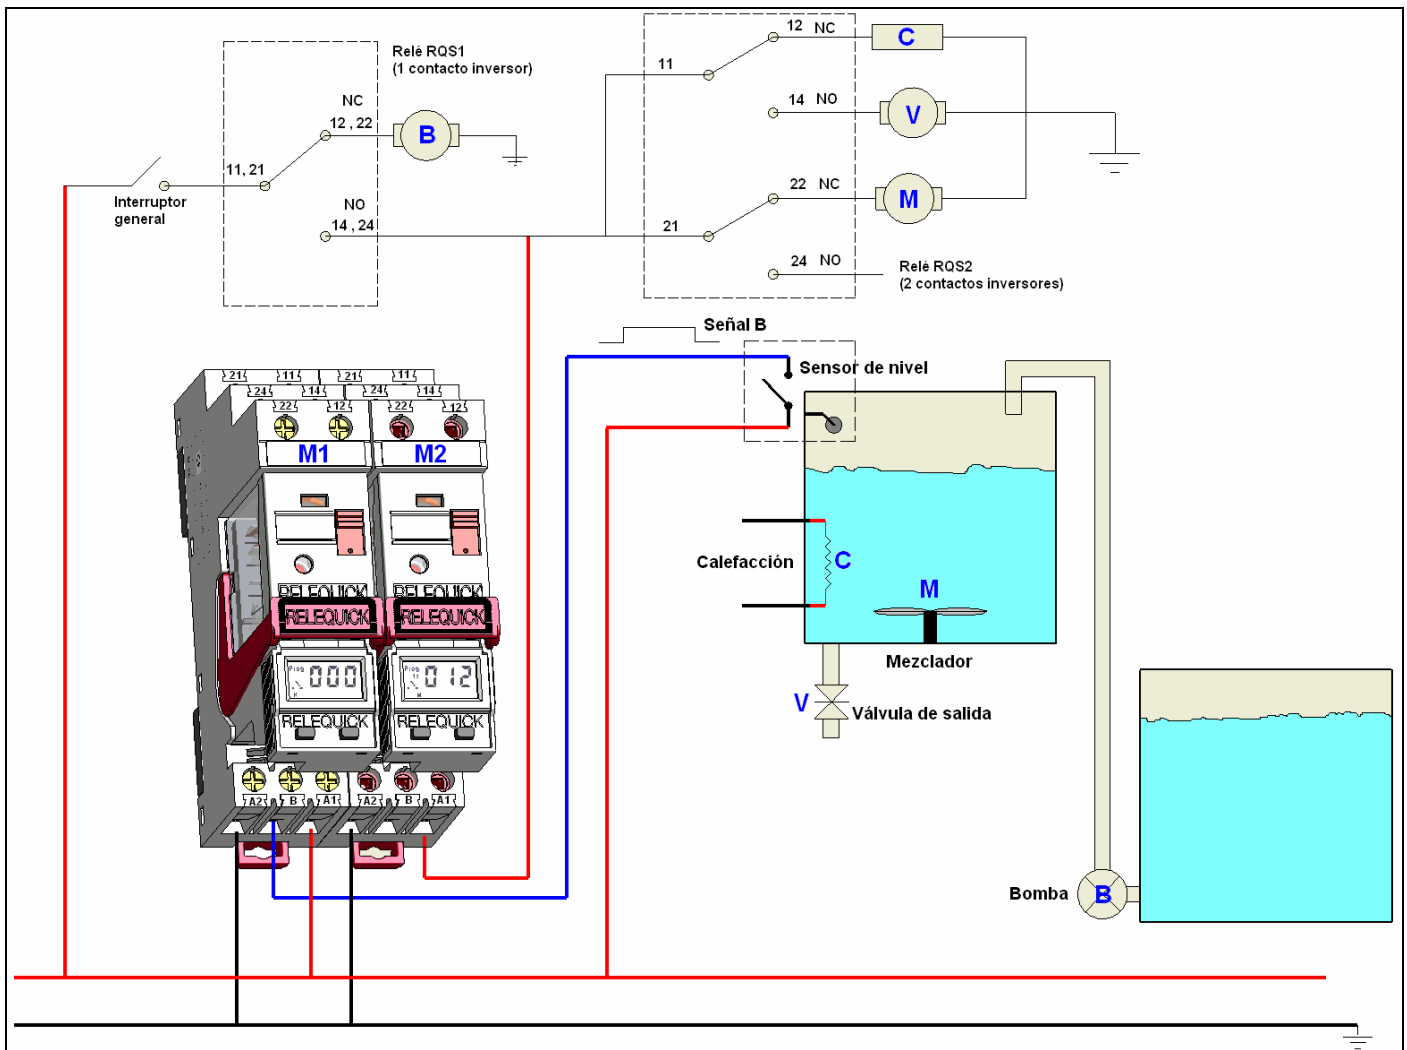 Relé RQS1
(1 contacto inversor)
NC
12 , 22
B
11, 21
Interruptor
general
NO
14 , 24
12 NC
C
11
14 NO
V
22 NC
M
21
24 NO
Relé RQS2
(2 contactos inversores)
Señal B
Sensor de nivel
21
11
21
11
24
14
24
14
22
12
22
12
M1
M2
RELEQUICK
RELEQUICK
RELEQUICK
RELEQUICK
Prog
000
M
Prog
12
012
M
RELEQUICK
RELEQUICK
A2
B
A1
A2
B
A1
Calefacción
C
M
Mezclador
V
Válvula de salida
Bomba
B